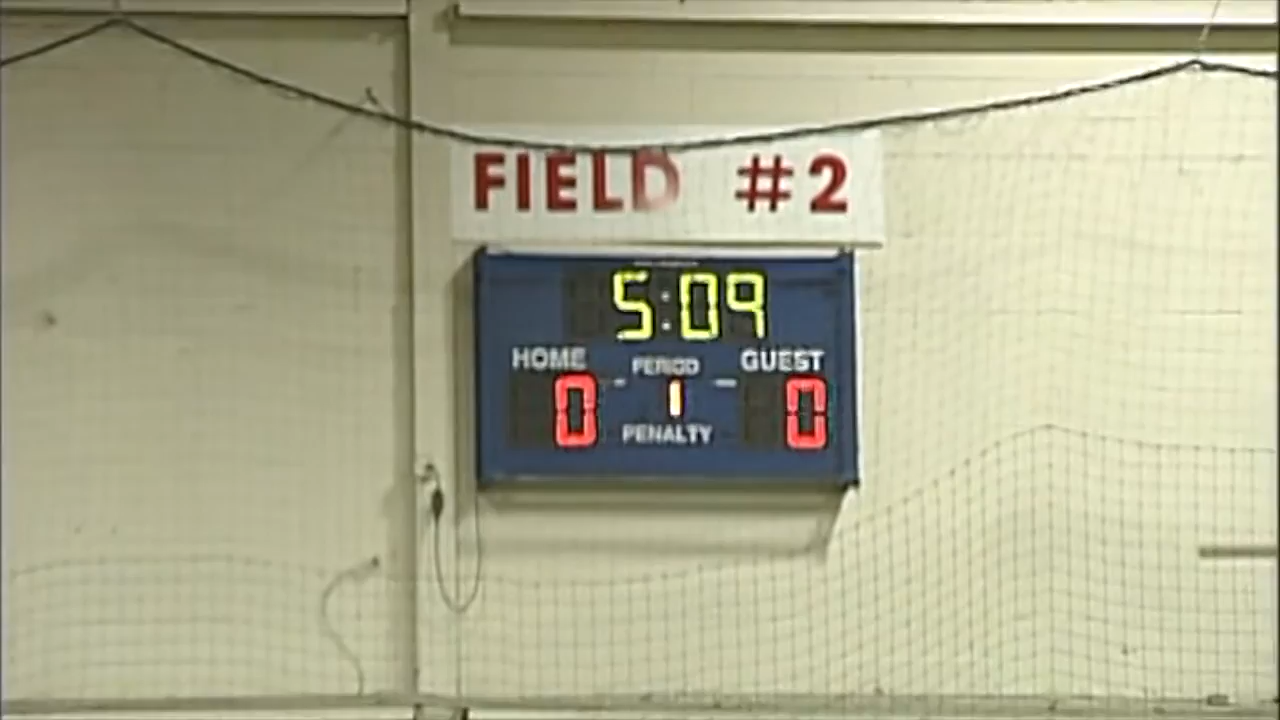 FIELD #2
5:09
HOME PERIOD GUEST
0 1 0
PENALTY